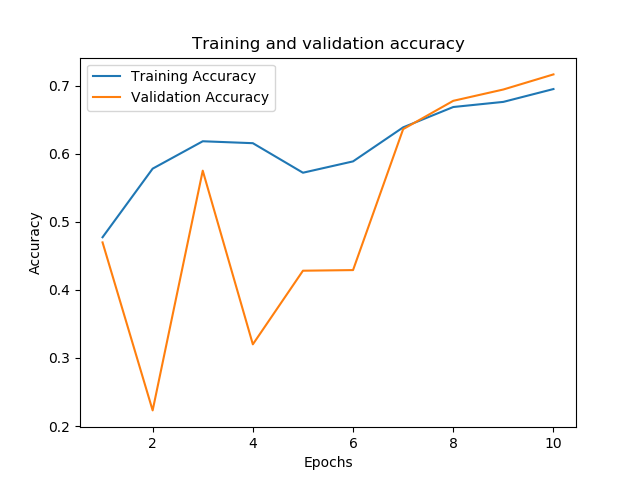 Training and validation accuracy
Training Accuracy
Validation Accuracy
0.7
0.6
0.5
0.4
0.3
0.2
Accuracy
2 4 6 8 10
Epochs